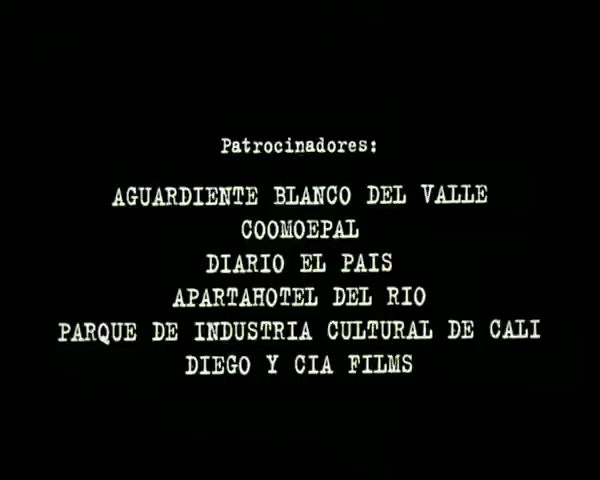 Patrocinadores:
AGUARDIENTE BLANCO DEL VALLE
COOMOEPAL
DIARIO EL PAIS
APARTAHOTEL DEL RIO
PARQUE DE INDUSTRIA CULTURAL DE CALI
DIEGO Y CIA FILMS